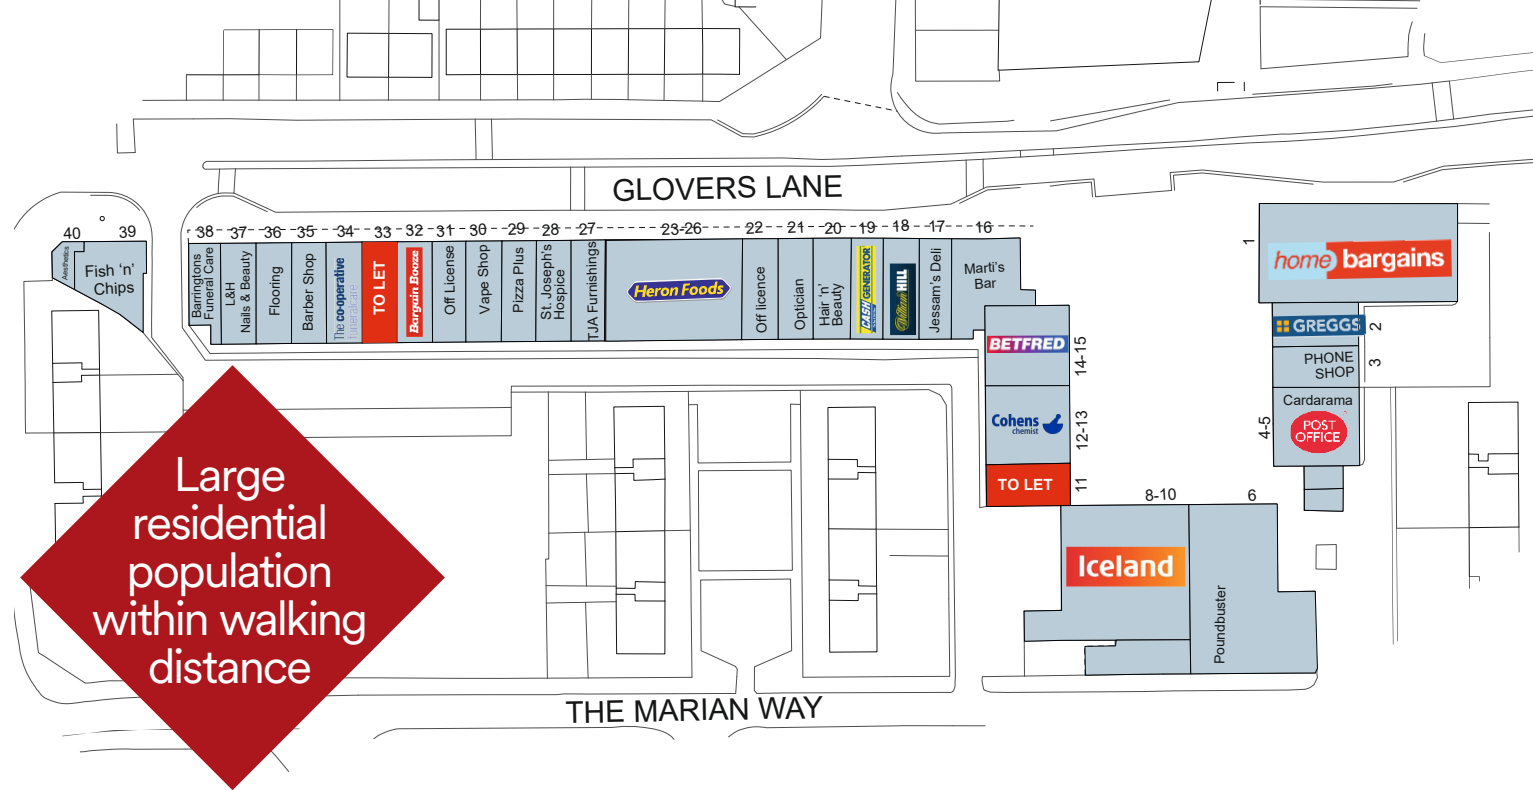 GLOVERS LANE
40
39
38
37
36
35
34
33
32
31
30
29
28
27
23-26
22
21
20
19
18
17
16
Aesthetics
Fish ‘n’
Chips
Barringtons
Funeral Care
L&H
Nails & Beauty
Flooring
Barber Shop
The co-operative
funeralcare
TO LET
Bargain Booze
Off License
Vape Shop
Pizza Plus
St. Joseph's
Hospice
TJA Furnishings
Heron Foods
Off licence
Optician
Hair ‘n’
Beauty
CASH GENERATOR
William HILL
Jessam's Deli
Marti's
Bar
BETFRED
14-15
Cohens
chemist
12-13
TO LET
11
1
home bargains
GREGGS
2
PHONE
SHOP
3
Cardarama
POST
OFFICE
4-5
8-10
6
Iceland
Poundbuster
Large
residential
population
within walking
distance
THE MARIAN WAY